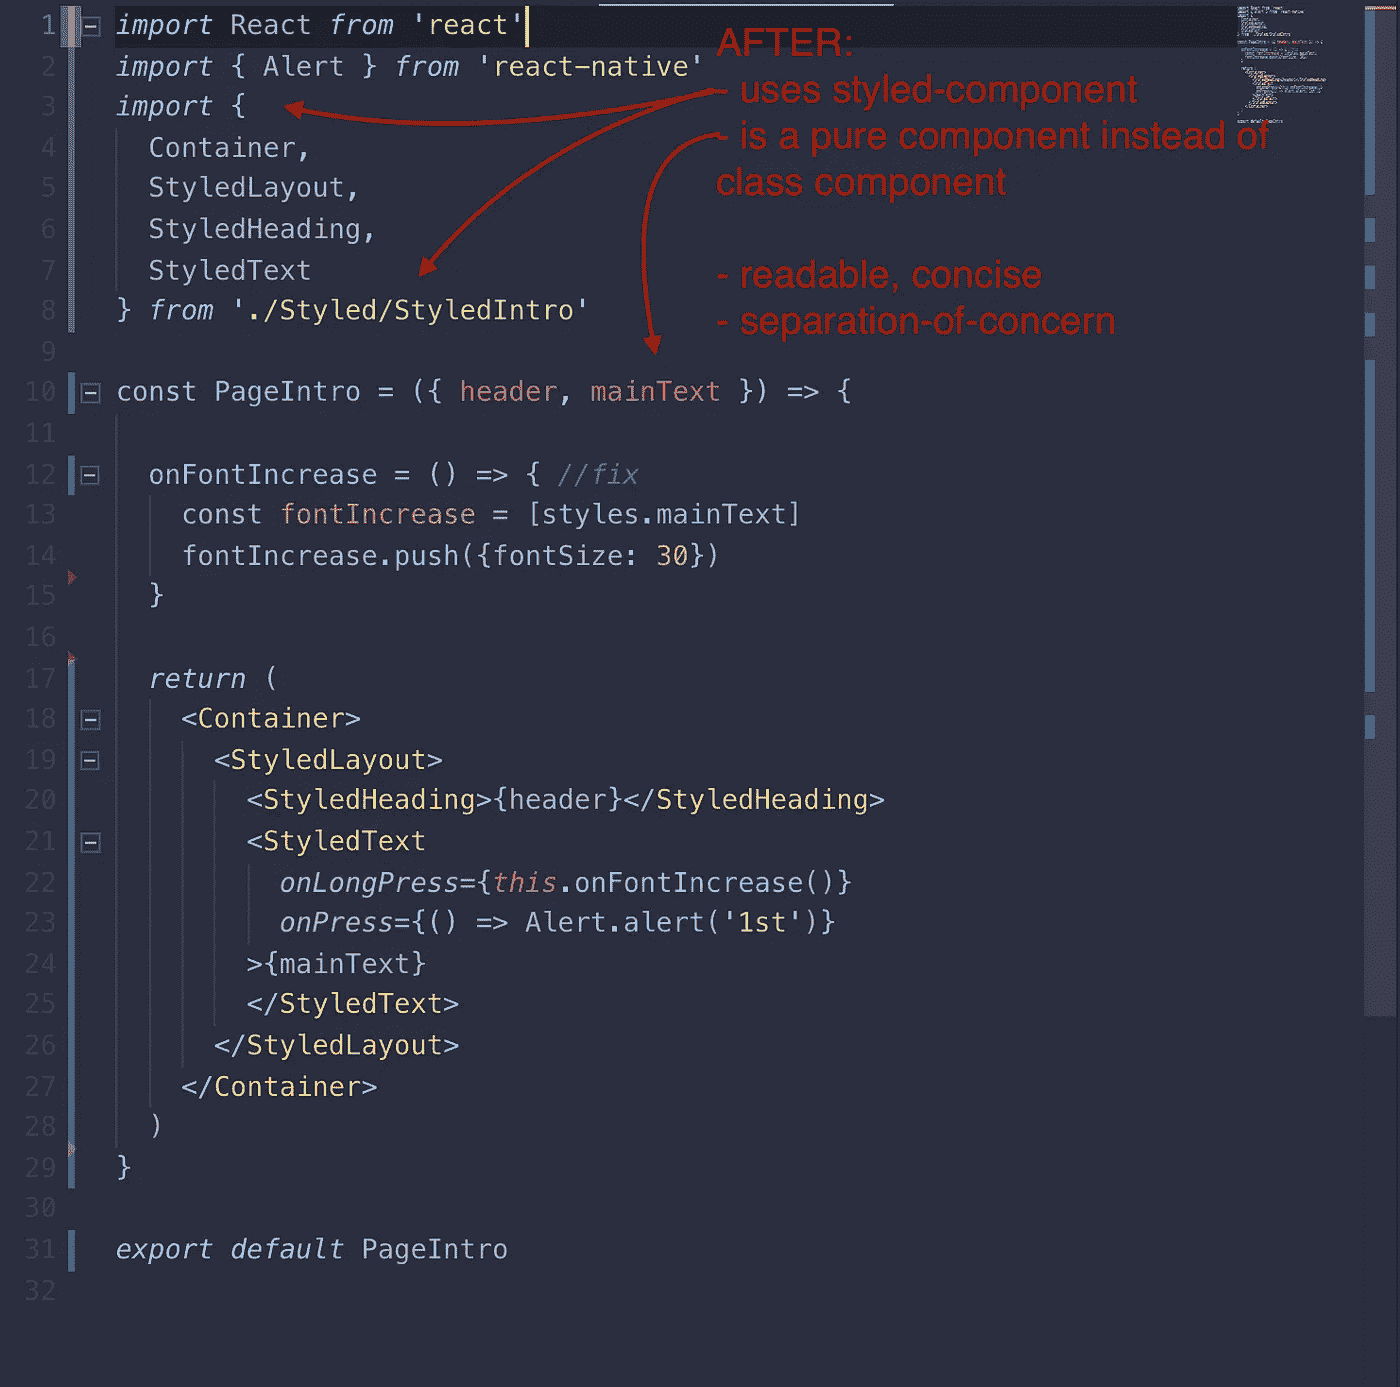 1 import React from 'react'
2 import { Alert } from 'react-native'
3 import {
4 Container,
5 StyledLayout,
6 StyledHeading,
7 StyledText
8 } from './Styled/StyledIntro'
9
10 const PageIntro = ({ header, mainText }) => {
11
12 onFontIncrease = () => { //fix
13 const fontIncrease = [styles.mainText]
14 fontIncrease.push({fontSize: 30})
15 }
16
17 return (
18 <Container>
19 <StyledLayout>
20 <StyledHeading>{header}</StyledHeading>
21 <StyledText
22 onLongPress={this.onFontIncrease()}
23 onPress={() => Alert.alert('1st')}
24 >{mainText}
25 </StyledText>
26 </StyledLayout>
27 </Container>
28 )
29 }
30
31 export default PageIntro
32
AFTER:
- uses styled-component
- is a pure component instead of
class component
- readable, concise
- separation-of-concern